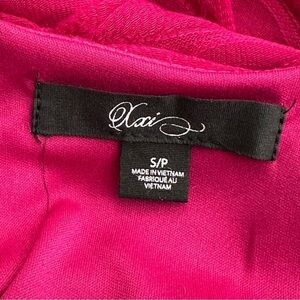 Xxi
S/P
MADE IN VIETNAM
FABRIQUÉ AU
VIETNAM